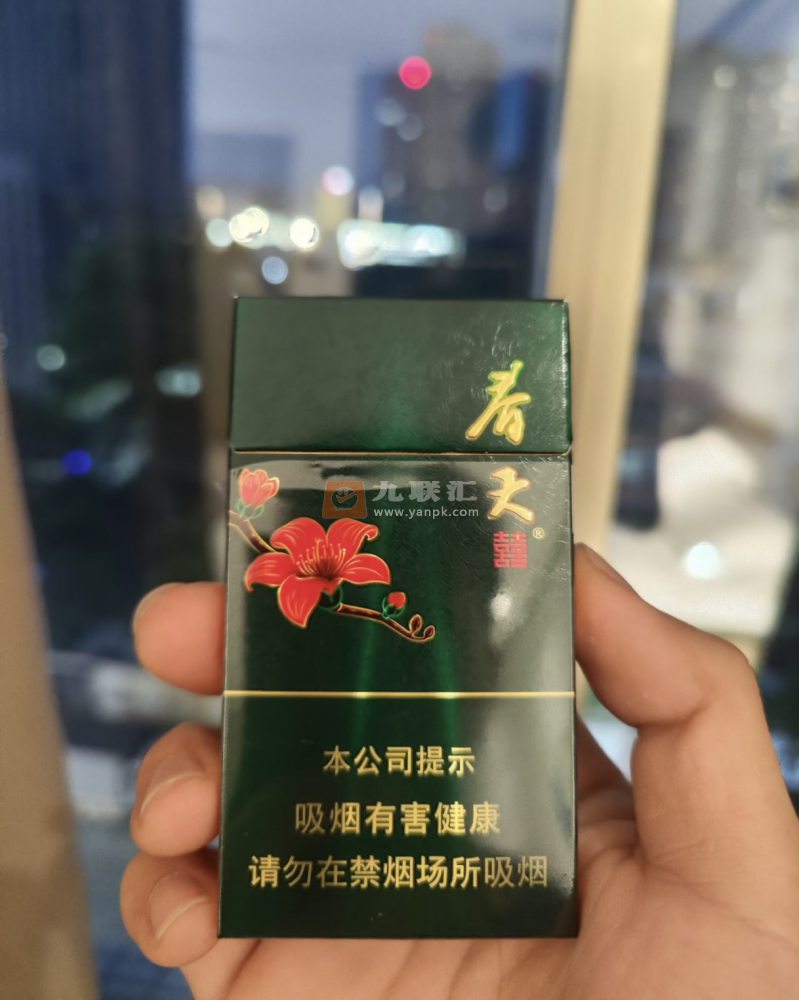 春
天
囍
®
九联汇
www.yanpk.com
本公司提示
吸烟有害健康
请勿在禁烟场所吸烟